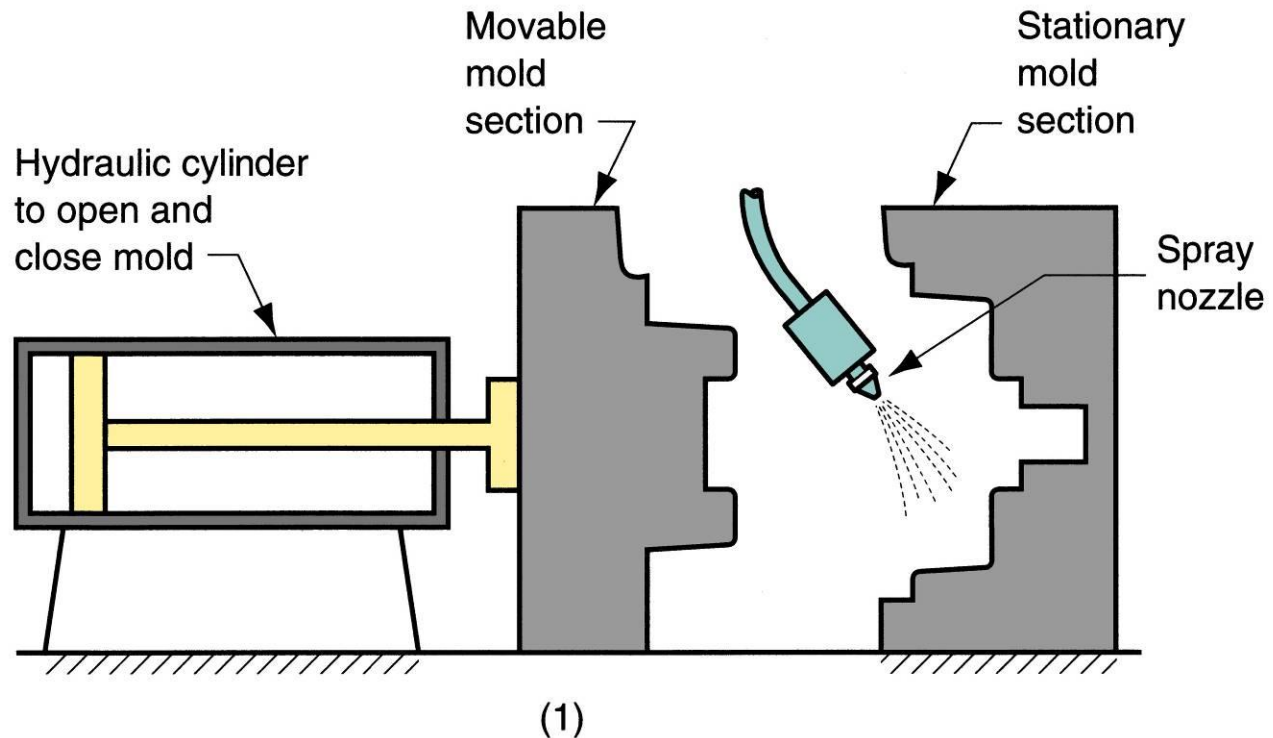 Movable
mold
section
Stationary
mold
section
Hydraulic cylinder
to open and
close mold
Spray
nozzle
(1)